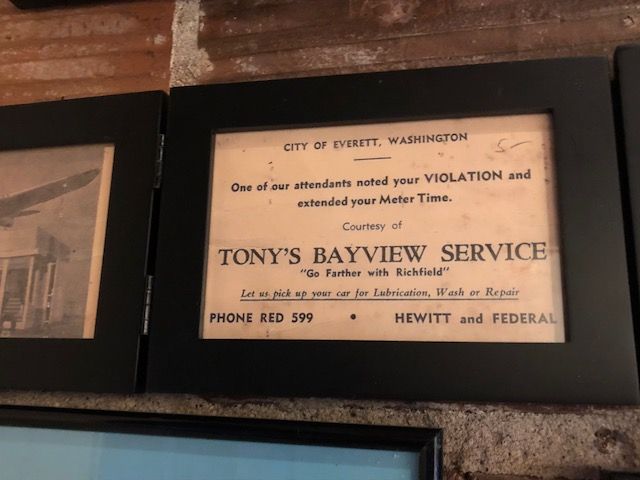 CITY OF EVERETT, WASHINGTON
5-
One of our attendants noted your VIOLATION and
extended your Meter Time.
Courtesy of
TONY'S BAYVIEW SERVICE
"Go Farther with Richfield"
Let us pick up your car for Lubrication, Wash or Repair
PHONE RED 599 • HEWITT and FEDERAL